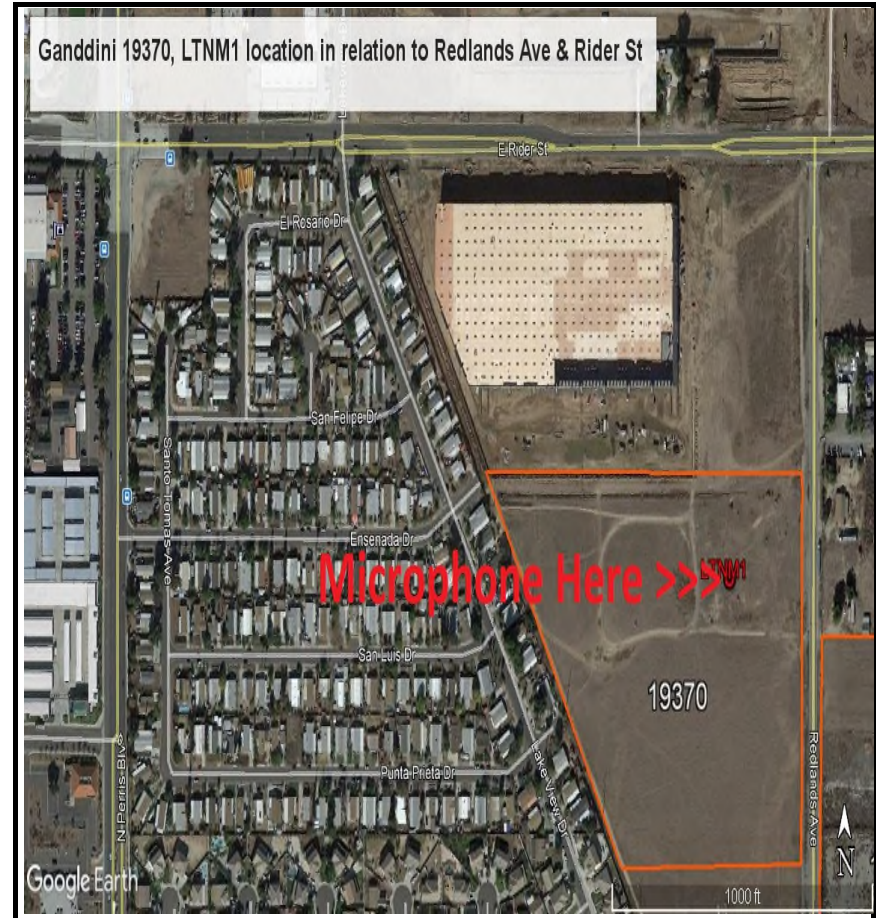 Ganddini 19370, LTNM1 location in relation to Redlands Ave & Rider St
E Rider St
El Rosario Dr
San Felipe Dr
Santo Tomas Ave
Ensenada Dr
Microphone Here >>>
LTNM1
San Luis Dr
19370
N Perris Blvd
Punta Prieta Dr
Lake View Dr
Redlands Ave
N
Google Earth
1000 ft